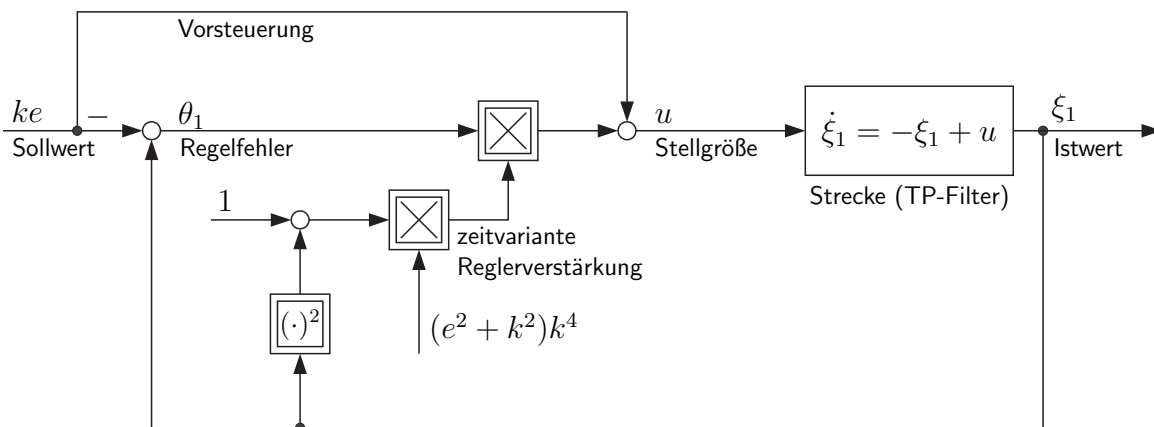 Vorsteuerung
ke
−
θ₁
u
ξ̇₁ = −ξ₁ + u
ξ₁
Sollwert
Regelfehler
Stellgröße
Istwert
Strecke (TP-Filter)
1
zeitvariante
Reglerverstärkung
(·)²
(e² + k²)k⁴